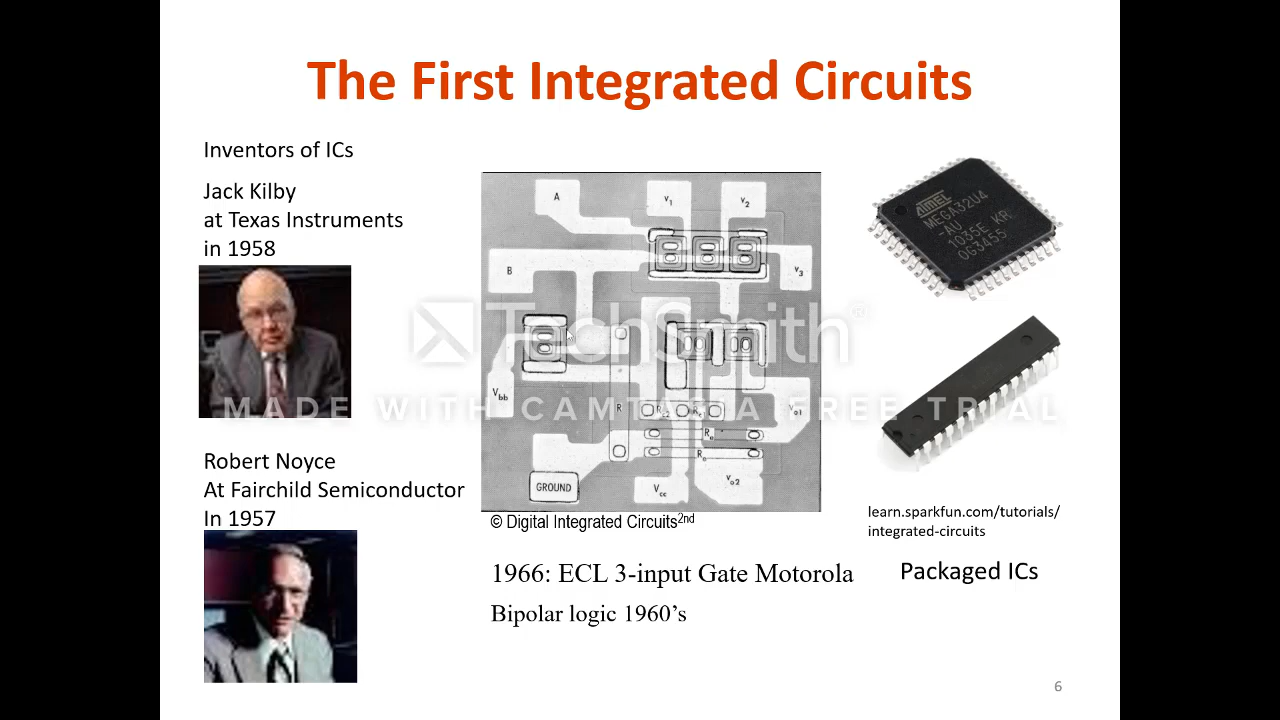 The First Integrated Circuits
Inventors of ICs
Jack Kilby
at Texas Instruments
in 1958
Robert Noyce
At Fairchild Semiconductor
In 1957
A
V1
V2
B
V3
Vbb
R
Vo1
Re
Ro
GROUND
Vcc
Vo2
© Digital Integrated Circuits2nd
1966: ECL 3-input Gate Motorola
Bipolar logic 1960’s
ATMEL
MEGA32U4
-AU KR
1035E
0G3455
learn.sparkfun.com/tutorials/
integrated-circuits
Packaged ICs
TechSmith®
MADE WITH CAMTASIA FREE TRIAL
6